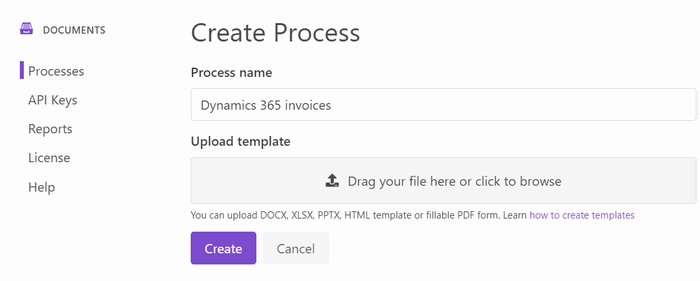 DOCUMENTS
Processes
API Keys
Reports
License
Help
Create Process
Process name
Dynamics 365 invoices
Upload template
Drag your file here or click to browse
You can upload DOCX, XLSX, PPTX, HTML template or fillable PDF form. Learn how to create templates
Create
Cancel